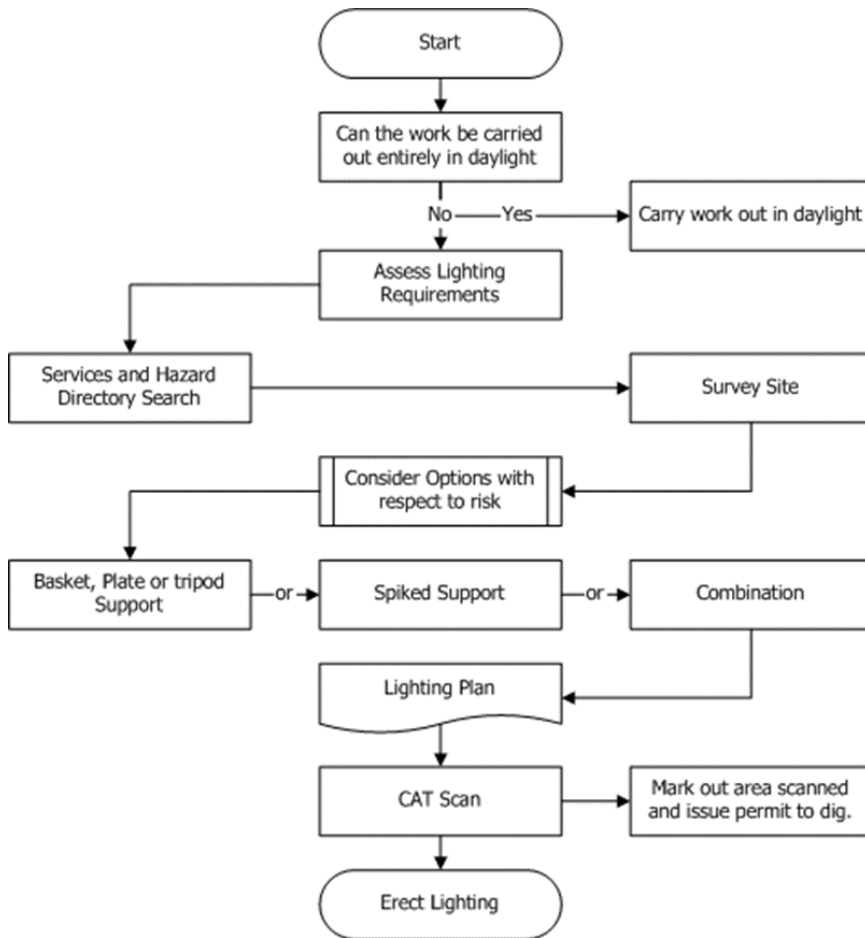 Start
Can the work be carried
out entirely in daylight
No
Yes
Carry work out in daylight
Assess Lighting
Requirements
Services and Hazard
Directory Search
Survey Site
Consider Options with
respect to risk
Basket, Plate or tripod
Support
or
Spiked Support
or
Combination
Lighting Plan
CAT Scan
Mark out area scanned
and issue permit to dig.
Erect Lighting